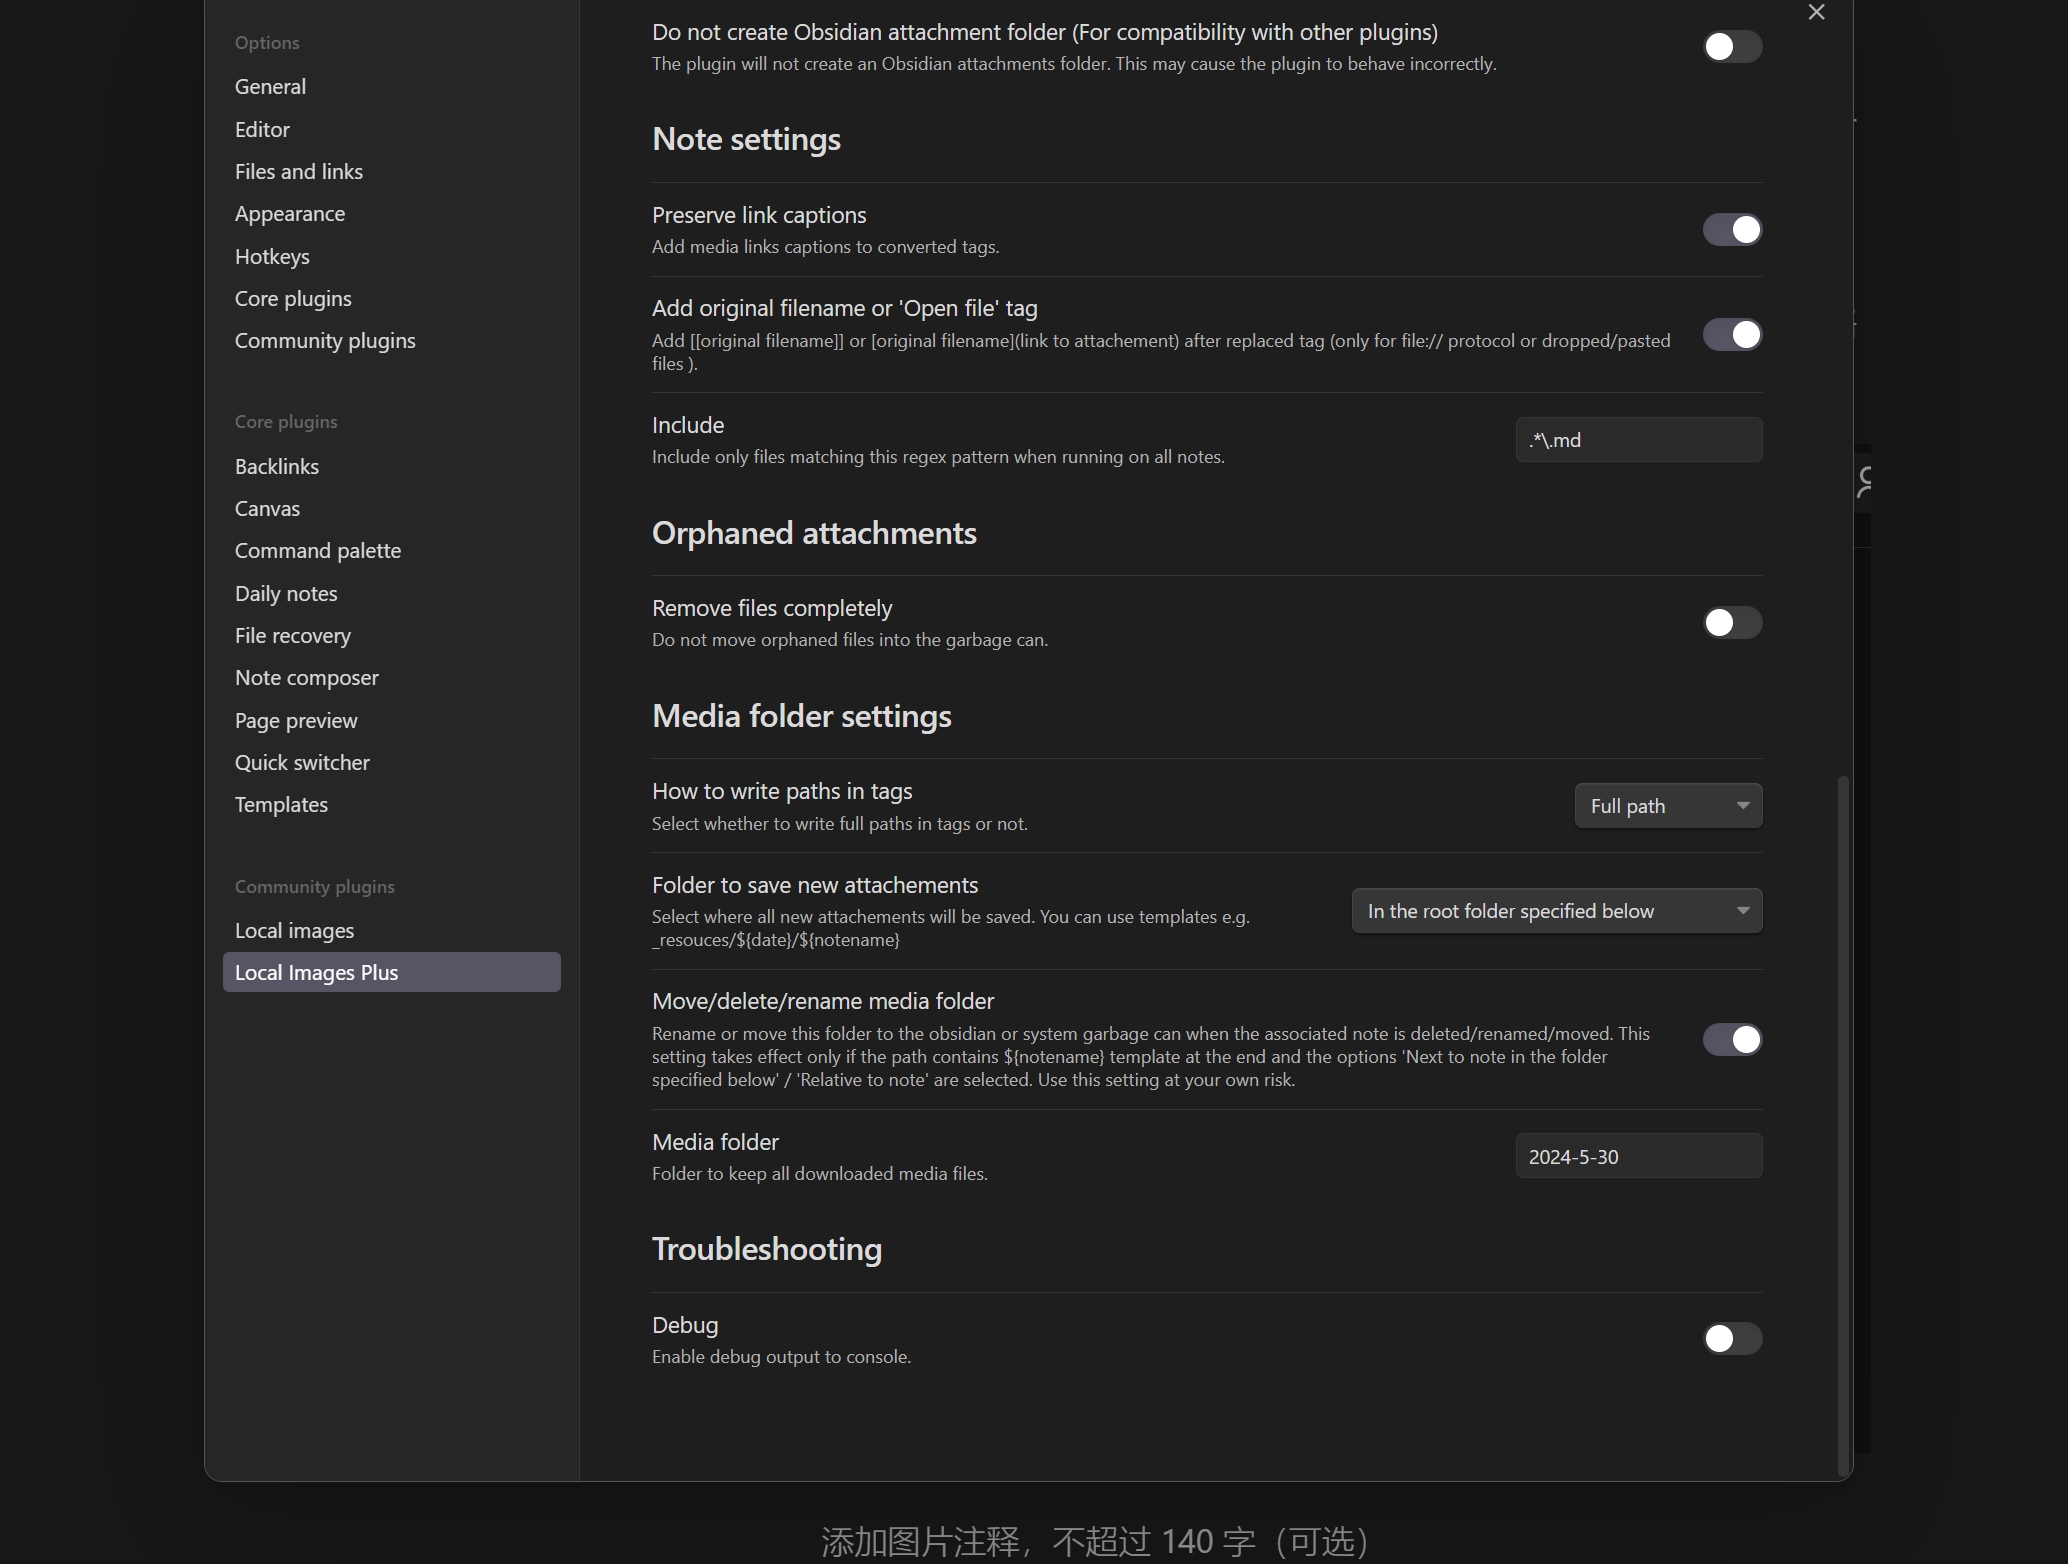 Options
General
Editor
Files and links
Appearance
Hotkeys
Core plugins
Community plugins
Core plugins
Backlinks
Canvas
Command palette
Daily notes
File recovery
Note composer
Page preview
Quick switcher
Templates
Community plugins
Local images
Local Images Plus
Do not create Obsidian attachment folder (For compatibility with other plugins)
The plugin will not create an Obsidian attachments folder. This may cause the plugin to behave incorrectly.
Note settings
Preserve link captions
Add media links captions to converted tags.
Add original filename or 'Open file' tag
Add [[original filename]] or [original filename](link to attachement) after replaced tag (only for file:// protocol or dropped/pasted
files ).
Include
Include only files matching this regex pattern when running on all notes.
.*\.md
Orphaned attachments
Remove files completely
Do not move orphaned files into the garbage can.
Media folder settings
How to write paths in tags
Select whether to write full paths in tags or not.
Full path
Folder to save new attachements
Select where all new attachements will be saved. You can use templates e.g.
_resouces/${date}/${notename}
In the root folder specified below
Move/delete/rename media folder
Rename or move this folder to the obsidian or system garbage can when the associated note is deleted/renamed/moved. This
setting takes effect only if the path contains ${notename} template at the end and the options 'Next to note in the folder
specified below' / 'Relative to note' are selected. Use this setting at your own risk.
Media folder
Folder to keep all downloaded media files.
2024-5-30
Troubleshooting
Debug
Enable debug output to console.
添加图片注释，不超过 140 字（可选）